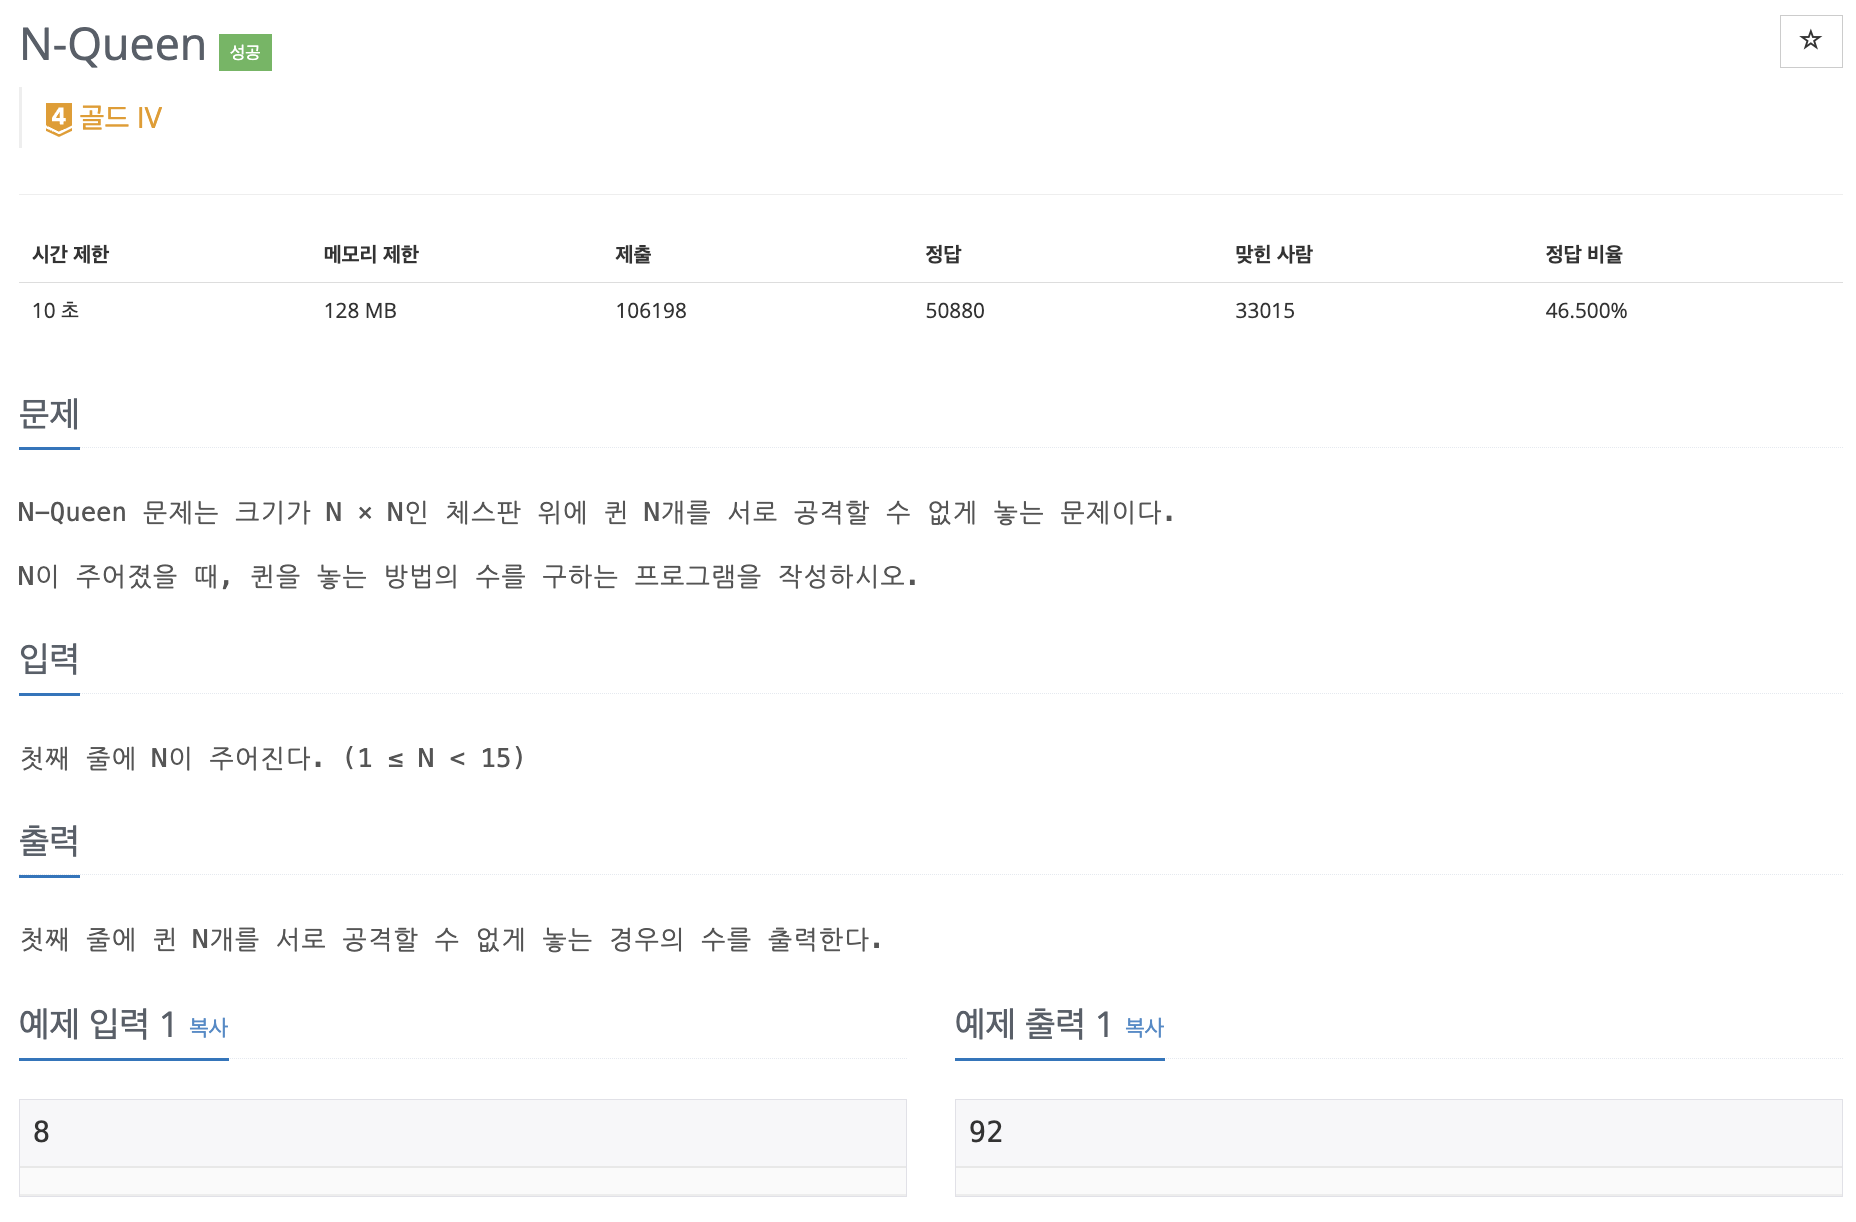 N-Queen 성공
4 골드 IV
시간 제한 메모리 제한 제출 정답 맞힌 사람 정답 비율
10 초 128 MB 106198 50880 33015 46.500%
문제
N-Queen 문제는 크기가 N × N인 체스판 위에 퀸 N개를 서로 공격할 수 없게 놓는 문제이다.
N이 주어졌을 때, 퀸을 놓는 방법의 수를 구하는 프로그램을 작성하시오.
입력
첫째 줄에 N이 주어진다. (1 ≤ N < 15)
출력
첫째 줄에 퀸 N개를 서로 공격할 수 없게 놓는 경우의 수를 출력한다.
예제 입력 1 복사
8
예제 출력 1 복사
92